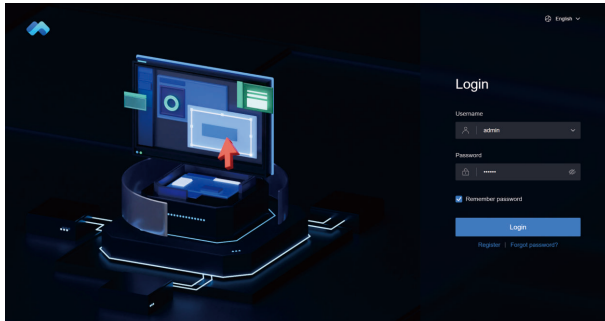 English
Login
Username
admin
Password
••••••
Remember password
Login
Register | Forgot password?